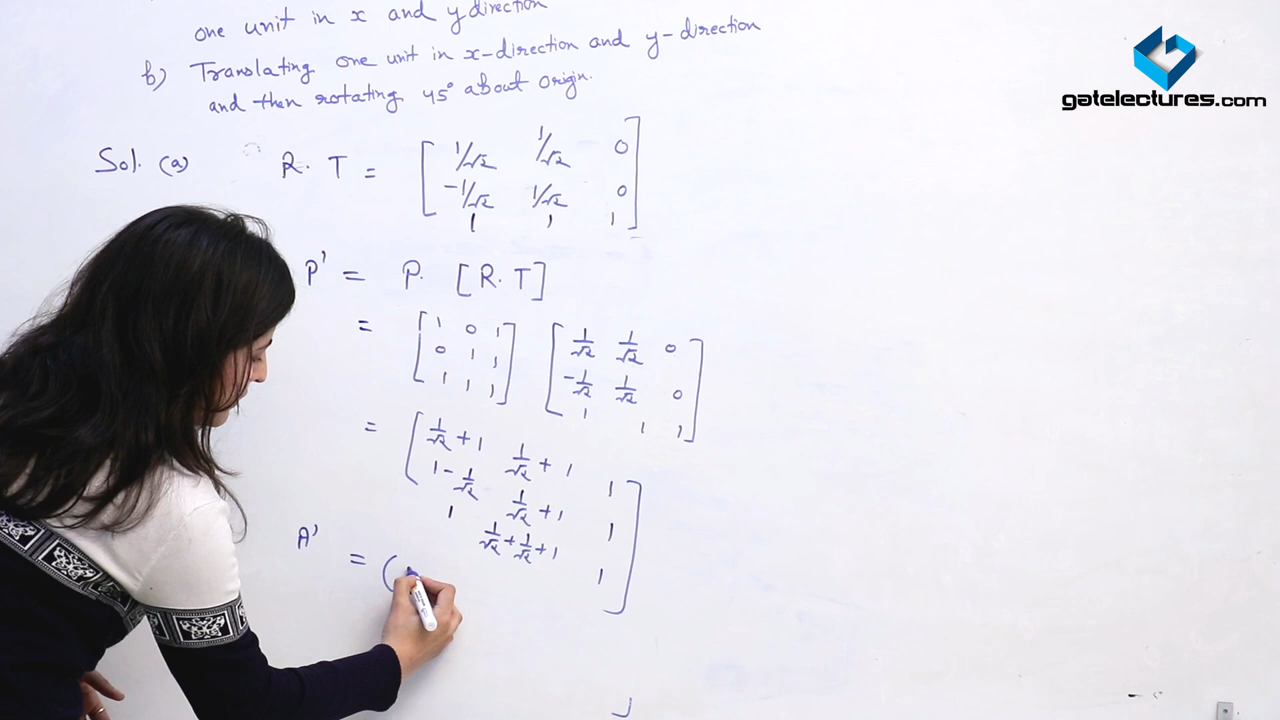 one unit in x and y direction
gatelectures.com
b) Translating one unit in x-direction and y-direction
and then rotating 45° about origin.
Sol. (a) R. T = [ 1/√2 1/√2 0
-1/√2 1/√2 0
1 1 1 ]
P' = P. [R.T]
= [ 1 0 1
0 1 1
1 1 1 ] [ 1/√2 1/√2 0
-1/√2 1/√2 0
1 1 1 ]
= [ 1/√2 + 1 1/√2 + 1 1
1 - 1/√2 1/√2 + 1 1
1 1/√2 + 1/√2 + 1 1 ]
A' = (